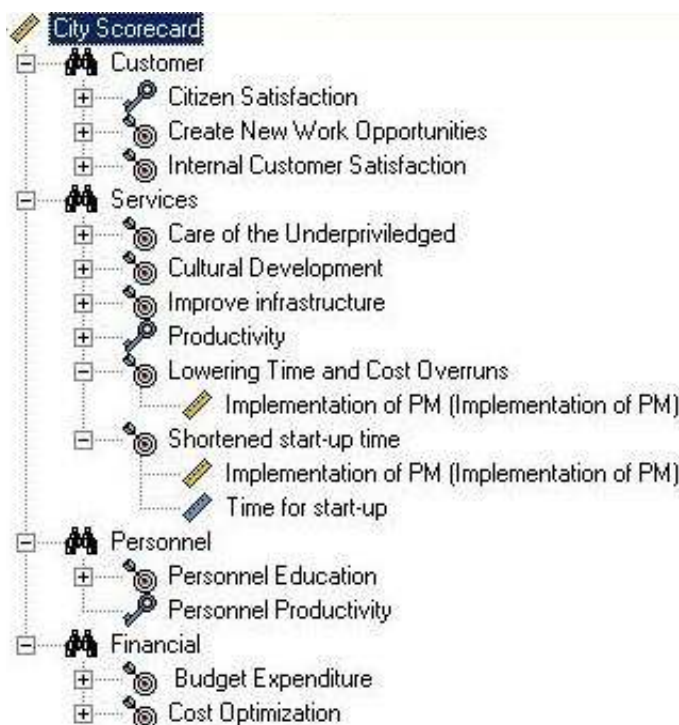 City Scorecard
Customer
Citizen Satisfaction
Create New Work Opportunities
Internal Customer Satisfaction
Services
Care of the Underpriviledged
Cultural Development
Improve infrastructure
Productivity
Lowering Time and Cost Overruns
Implementation of PM (Implementation of PM)
Shortened start-up time
Implementation of PM (Implementation of PM)
Time for start-up
Personnel
Personnel Education
Personnel Productivity
Financial
Budget Expenditure
Cost Optimization